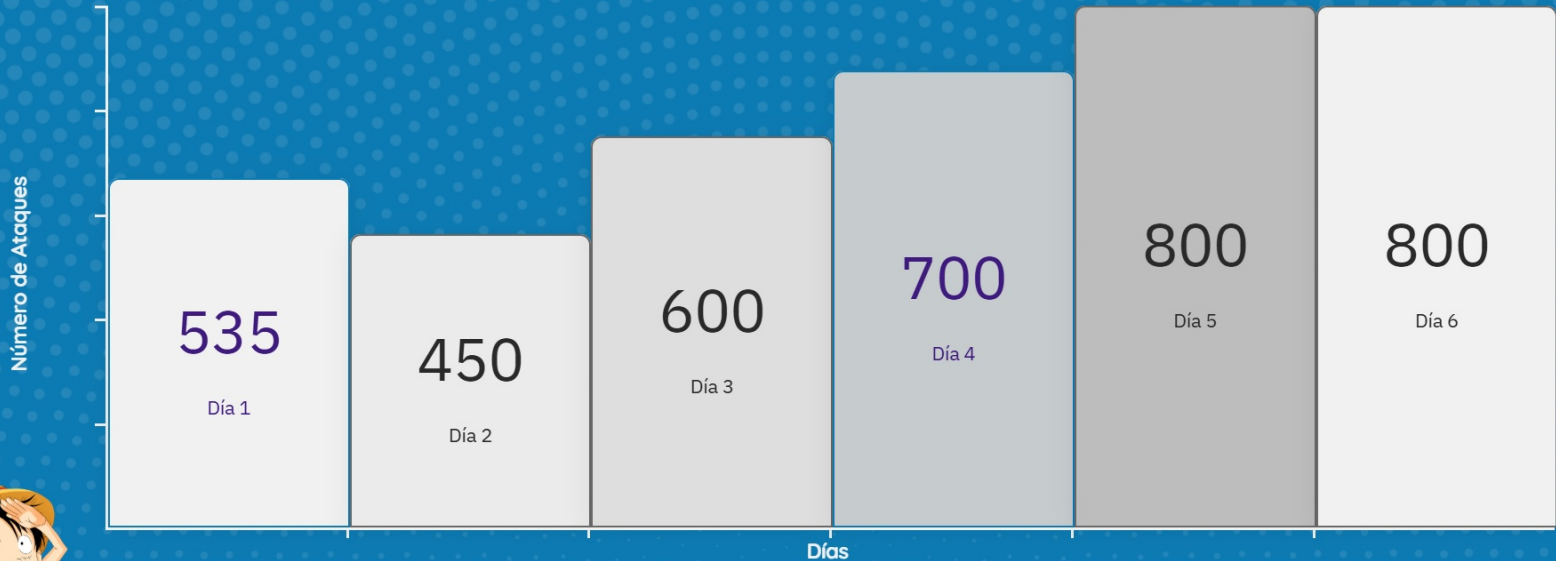 Número de Ataques
535
Día 1
450
Día 2
600
Día 3
700
Día 4
800
Día 5
800
Día 6
Días